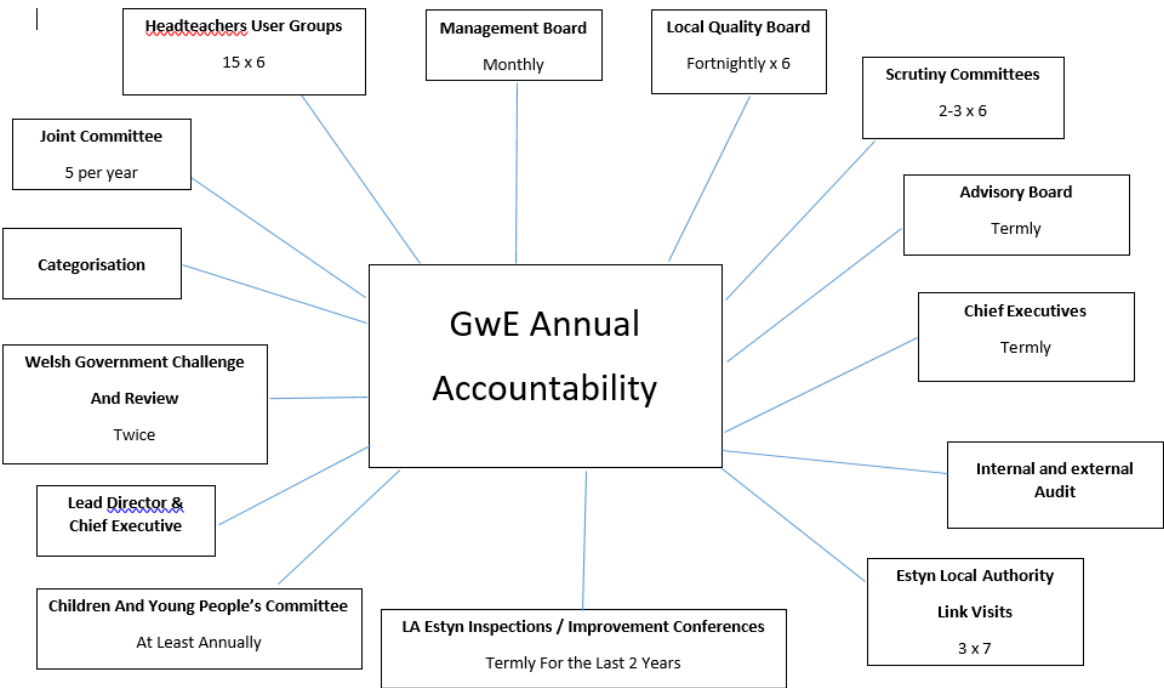 Headteachers User Groups
15 x 6
Management Board
Monthly
Local Quality Board
Fortnightly x 6
Scrutiny Committees
2-3 x 6
Joint Committee
5 per year
Advisory Board
Termly
Categorisation
GwE Annual
Accountability
Chief Executives
Termly
Welsh Government Challenge
And Review
Twice
Internal and external
Audit
Lead Director &
Chief Executive
Estyn Local Authority
Link Visits
3 x 7
Children And Young People’s Committee
At Least Annually
LA Estyn Inspections / Improvement Conferences
Termly For the Last 2 Years